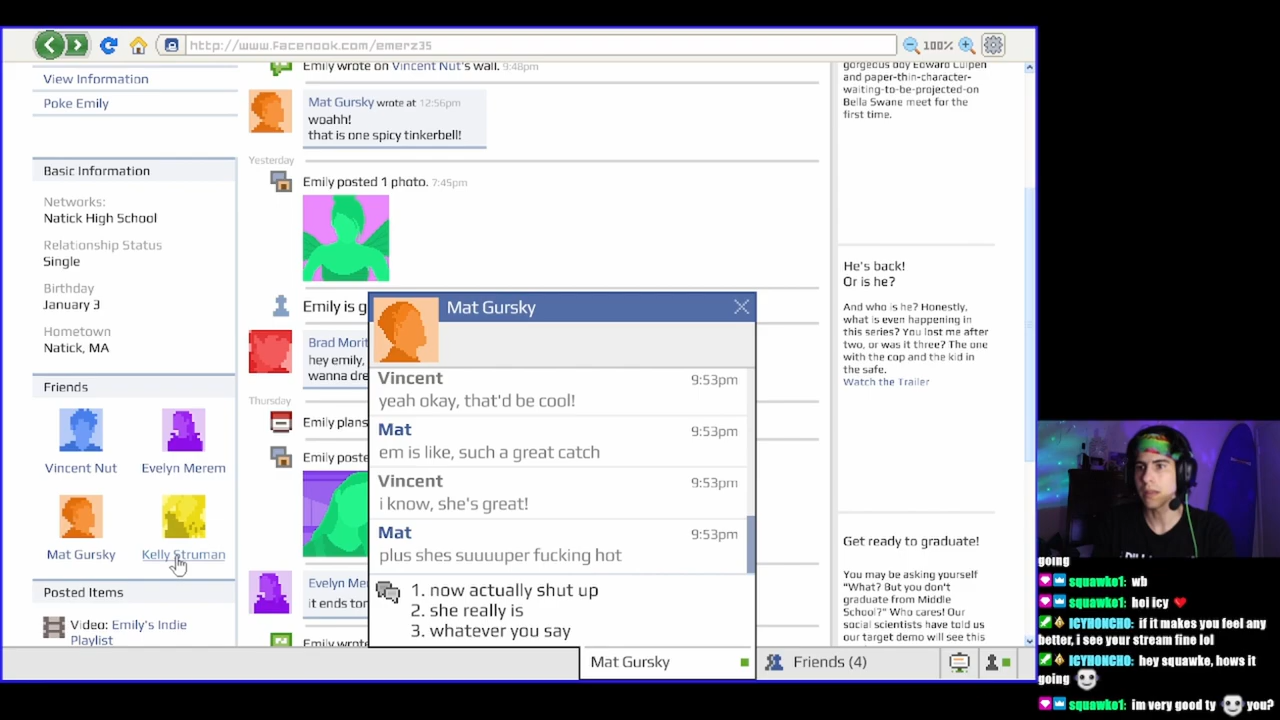 http://www.facenook.com/emerz35
100%
View Information
Poke Emily
Basic Information
Networks:
Natick High School
Relationship Status
Single
Birthday
January 3
Hometown
Natick, MA
Friends
Vincent Nut
Evelyn Merem
Mat Gursky
Kelly Struman
Posted Items
Video: Emily's Indie
Playlist
Emily wrote on Vincent Nut's wall. 9:48pm
Mat Gursky wrote at 12:56pm
woahh!
that is one spicy tinkerbell!
Yesterday
Emily posted 1 photo. 7:45pm
Emily is g
Brad Morit
hey emily,
wanna dre
Thursday
Emily plans
Emily poste
Evelyn Me
it ends ton
Emily wrote
Mat Gursky
Vincent 9:53pm
yeah okay, that'd be cool!
Mat 9:53pm
em is like, such a great catch
Vincent 9:53pm
i know, she's great!
Mat 9:53pm
plus shes suuuuper fucking hot
1. now actually shut up
2. she really is
3. whatever you say
Mat Gursky
Friends (4)
gorgeous day Edward Culpen
and paper-thin-character-
waiting-to-be-projected-on
Bella Swane meet for the
first time.
He's back!
Or is he?
And who is he? Honestly,
what is even happening in
this series? You lost me after
two, or was it three? The one
with the cop and the kid in
the safe.
Watch the Trailer
Get ready to graduate!
You may be asking yourself
"What? But you don't
graduate from Middle
School?" Who cares! Our
social scientists have told us
our target demo will see this
going
squawko1: wb
squawko1: hoi icy
ICYHONCHO: if it makes you feel any
better, i see your stream fine lol
ICYHONCHO: hey squawke, hows it
going
squawko1: im very good ty you?